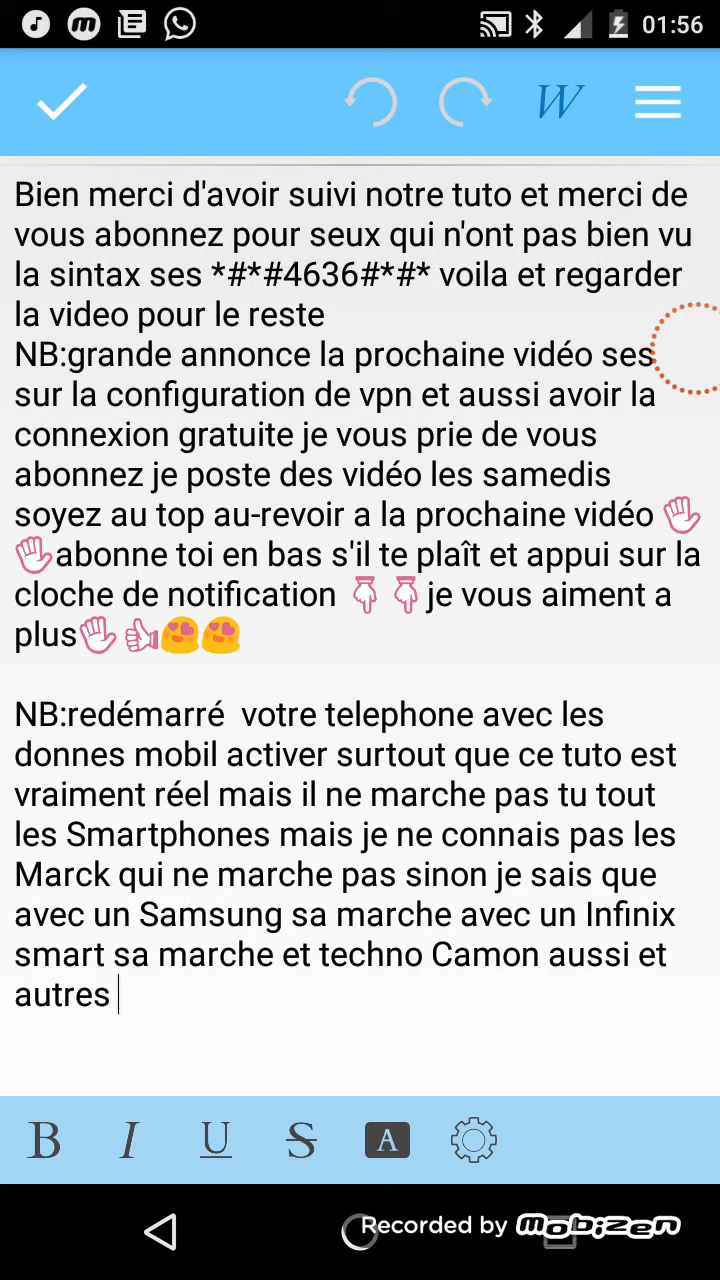 01:56
W
Bien merci d'avoir suivi notre tuto et merci de
vous abonnez pour seux qui n'ont pas bien vu
la sintax ses *#*#4636#*#* voila et regarder
la video pour le reste
NB:grande annonce la prochaine vidéo ses
sur la configuration de vpn et aussi avoir la
connexion gratuite je vous prie de vous
abonnez je poste des vidéo les samedis
soyez au top au-revoir a la prochaine vidéo 👋
👋abonne toi en bas s'il te plaît et appui sur la
cloche de notification 👇👇je vous aiment a
plus👋👍😍😍
NB:redémarré  votre telephone avec les
donnes mobil activer surtout que ce tuto est
vraiment réel mais il ne marche pas tu tout
les Smartphones mais je ne connais pas les
Marck qui ne marche pas sinon je sais que
avec un Samsung sa marche avec un Infinix
smart sa marche et techno Camon aussi et
autres
B I U S A
Recorded by mobizen